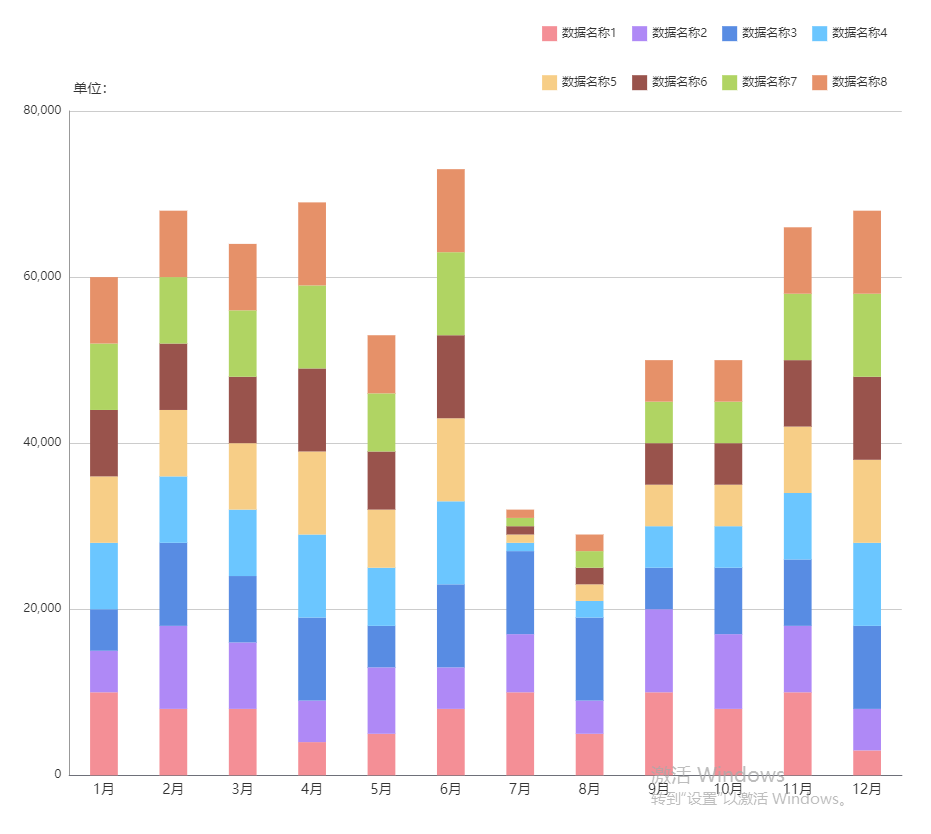 数据名称1 数据名称2 数据名称3 数据名称4
数据名称5 数据名称6 数据名称7 数据名称8
单位：
80,000
60,000
40,000
20,000
0
1月 2月 3月 4月 5月 6月 7月 8月 9月 10月 11月 12月
激活 Windows
转到“设置”以激活 Windows。